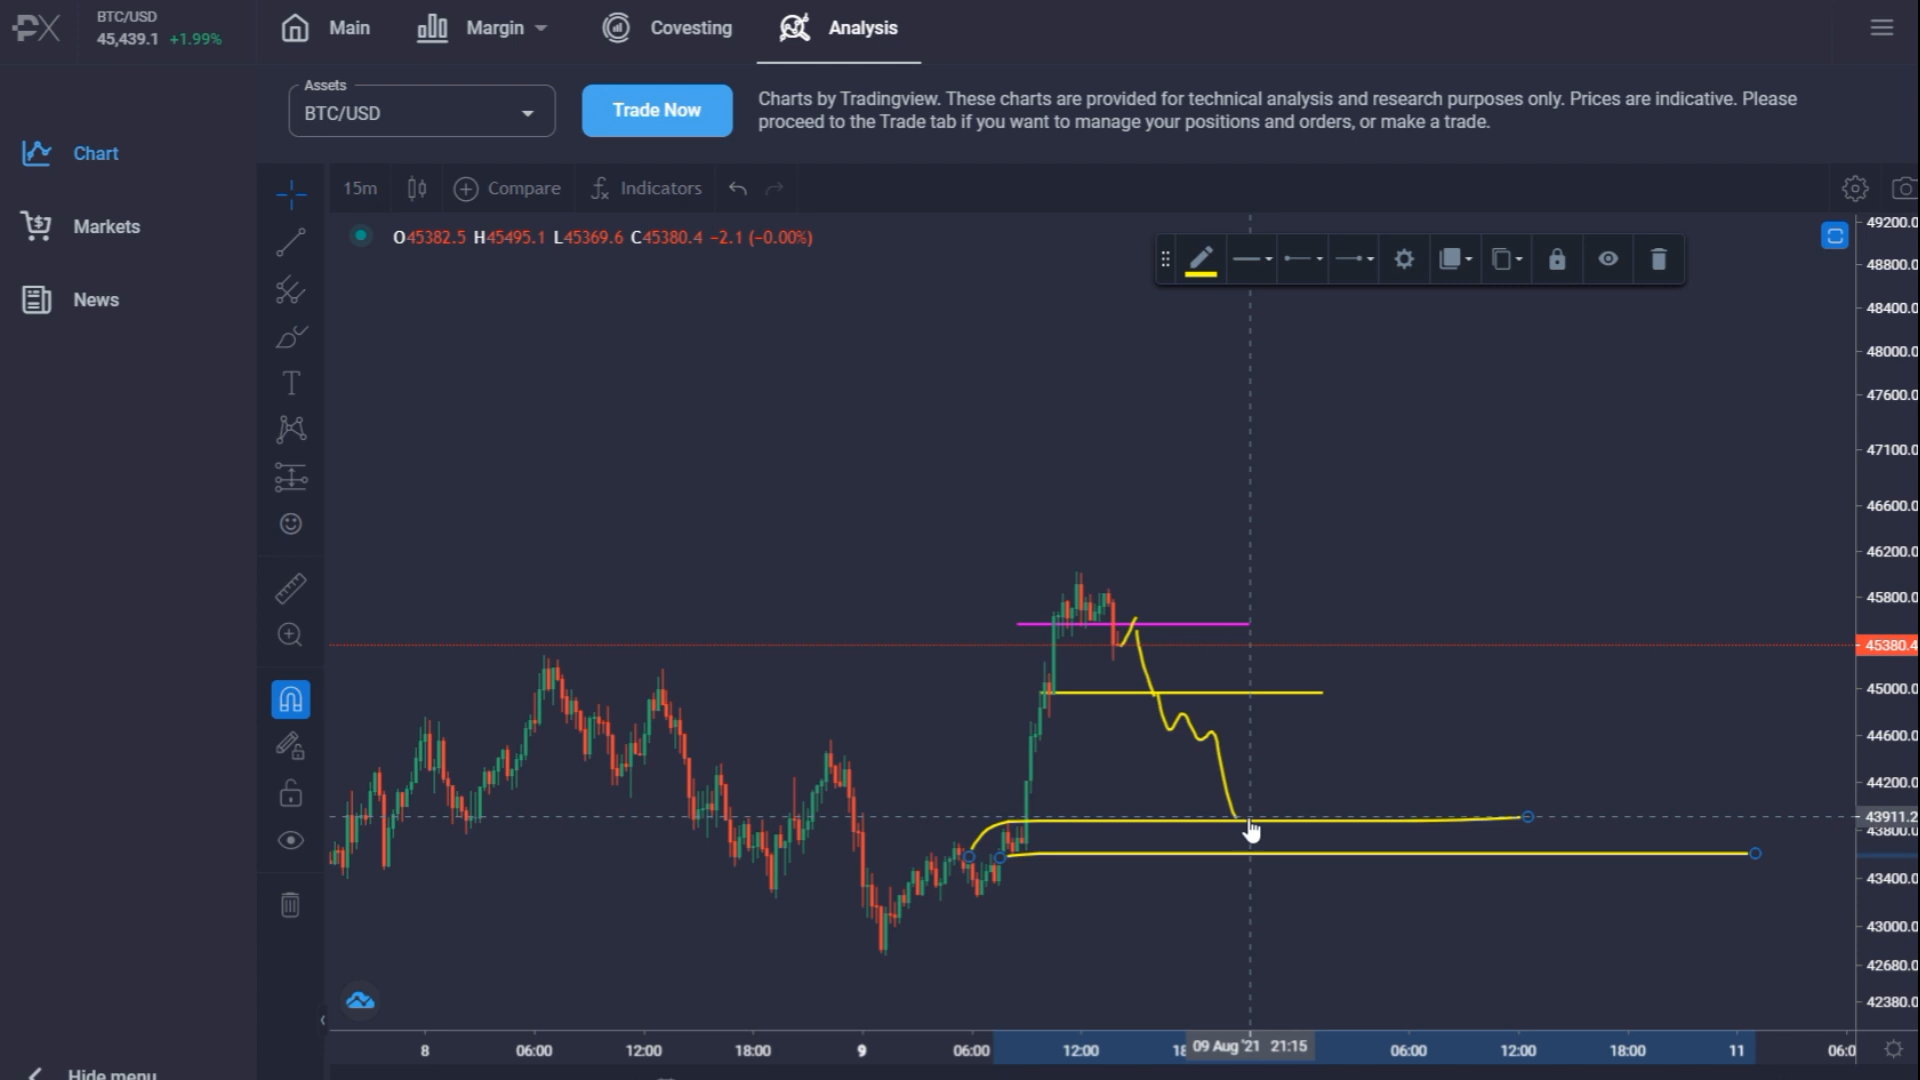 BTC/USD
45,439.1 +1.99%
Main
Margin
Covesting
Analysis
Assets
BTC/USD
Trade Now
Charts by Tradingview. These charts are provided for technical analysis and research purposes only. Prices are indicative. Please
proceed to the Trade tab if you want to manage your positions and orders, or make a trade.
Chart
Markets
News
15m
Compare
Indicators
O45382.5 H45495.1 L45369.6 C45380.4 −2.1 (−0.00%)
49200.0
48800.0
48400.0
48000.0
47600.0
47100.0
46600.0
46200.0
45800.0
45380.4
45000.0
44600.0
44200.0
43911.2
43800.0
43400.0
43000.0
42680.0
42380.0
8
06:00
12:00
18:00
9
06:00
12:00
18
09 Aug '21 21:15
06:00
12:00
18:00
11
06:0
Hide menu